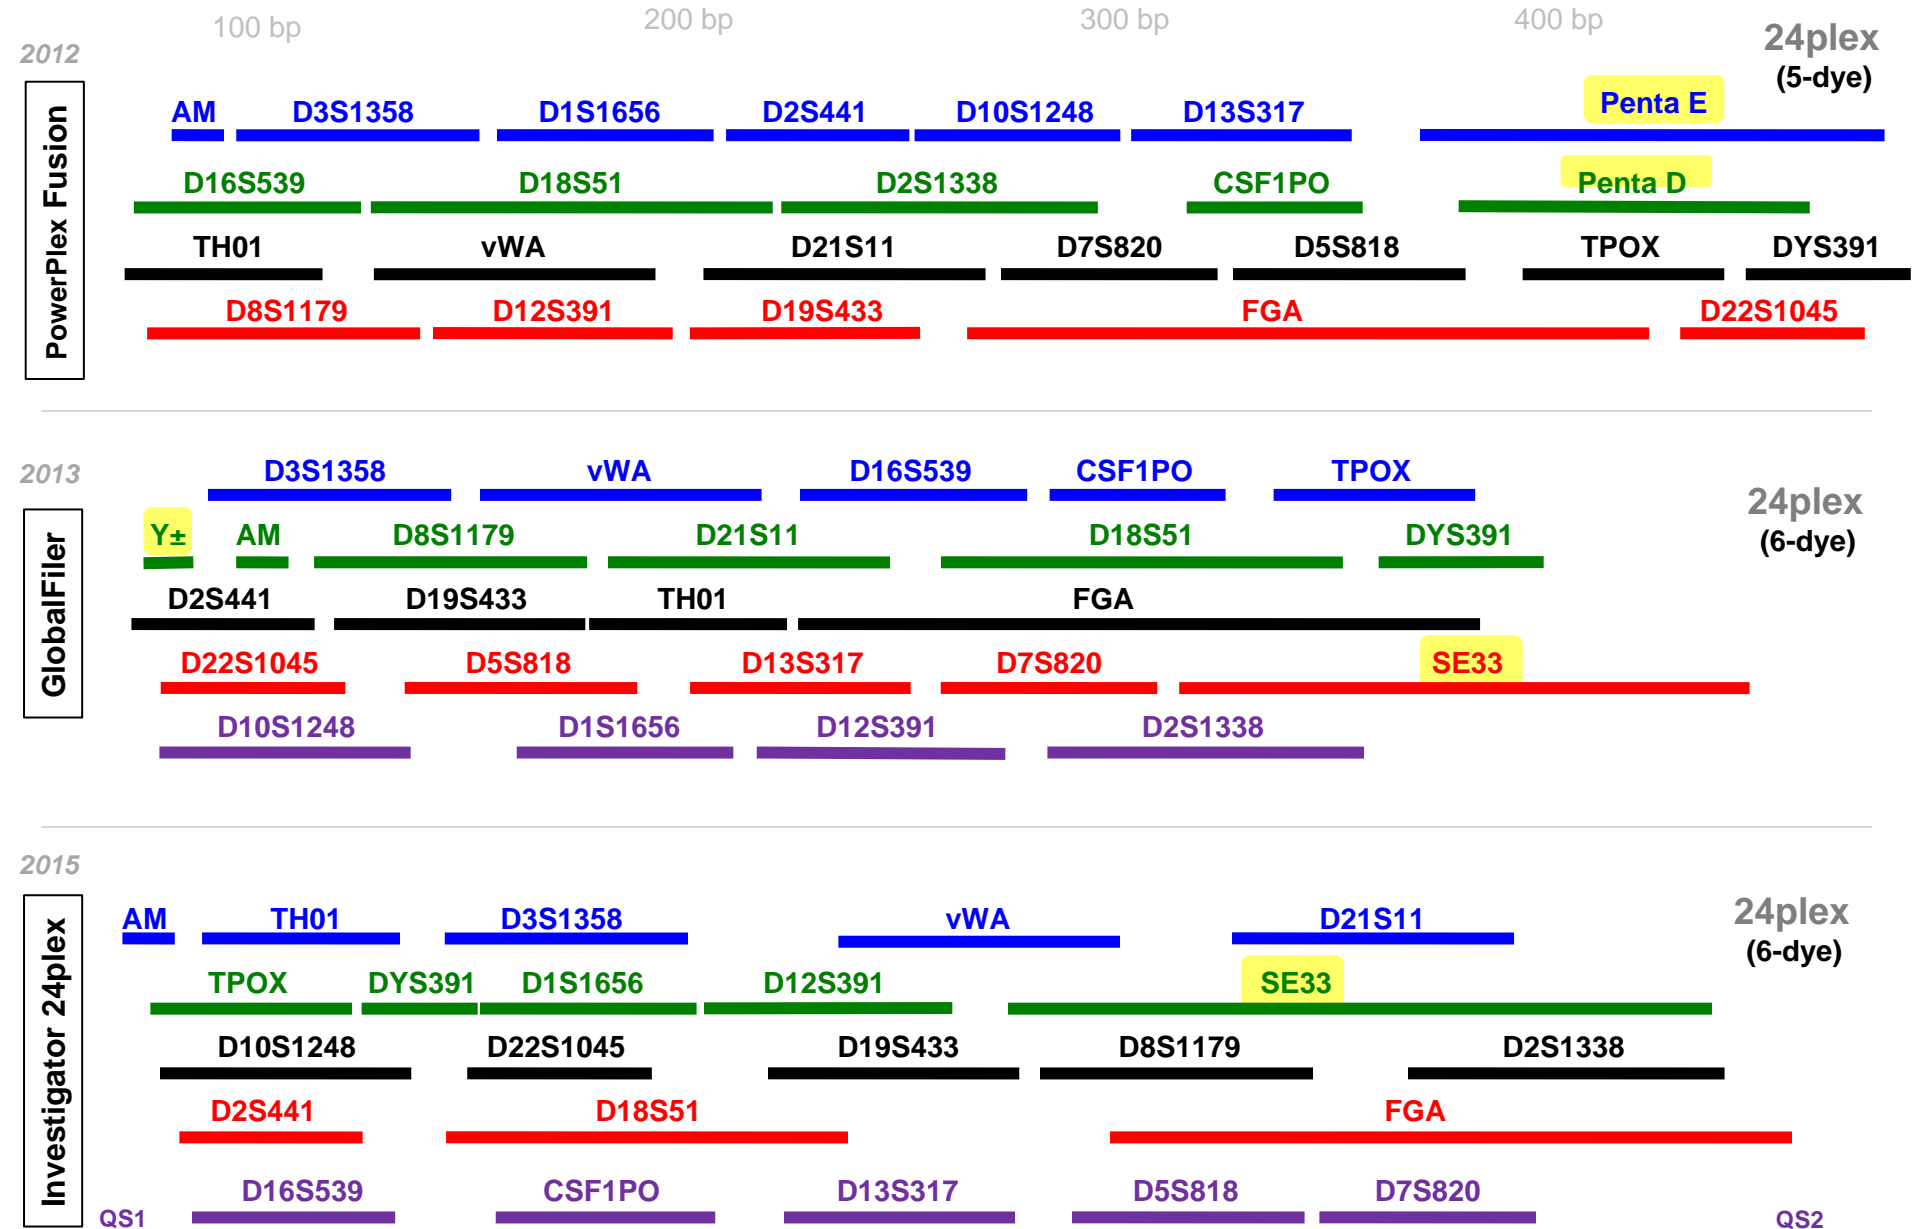 100 bp 200 bp 300 bp 400 bp
2012
24plex
(5-dye)
PowerPlex Fusion
AM D3S1358 D1S1656 D2S441 D10S1248 D13S317 Penta E
D16S539 D18S51 D2S1338 CSF1PO Penta D
TH01 vWA D21S11 D7S820 D5S818 TPOX DYS391
D8S1179 D12S391 D19S433 FGA D22S1045
2013
24plex
(6-dye)
GlobalFiler
D3S1358 vWA D16S539 CSF1PO TPOX
Y± AM D8S1179 D21S11 D18S51 DYS391
D2S441 D19S433 TH01 FGA
D22S1045 D5S818 D13S317 D7S820 SE33
D10S1248 D1S1656 D12S391 D2S1338
2015
24plex
(6-dye)
Investigator 24plex
AM TH01 D3S1358 vWA D21S11
TPOX DYS391 D1S1656 D12S391 SE33
D10S1248 D22S1045 D19S433 D8S1179 D2S1338
D2S441 D18S51 FGA
QS1 D16S539 CSF1PO D13S317 D5S818 D7S820 QS2